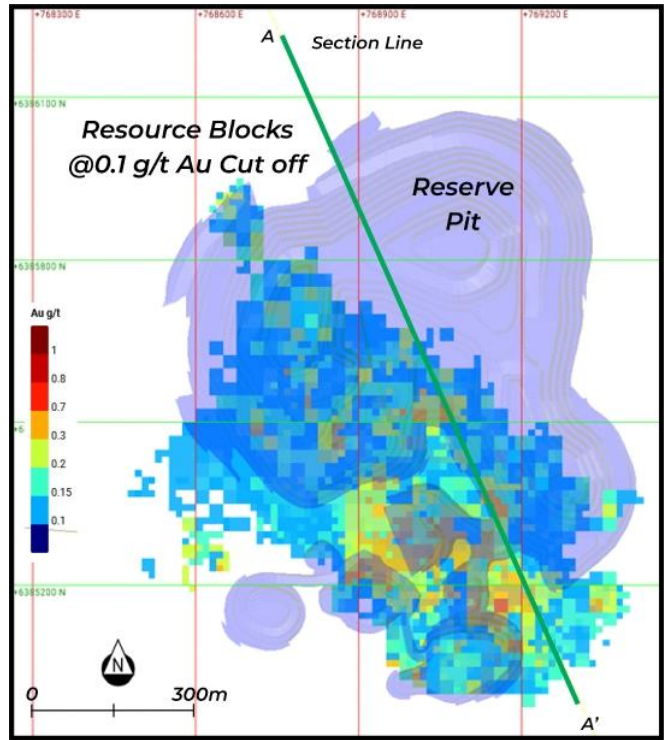 +768300 E
+768600 E
+768900 E
+769200 E
A
Section Line
+6386100 N
Resource Blocks
@0.1 g/t Au Cut off
Reserve
Pit
+6385800 N
Au g/t
1
0.8
0.7
0.3
0.2
0.15
0.1
+6
+6385200 N
N
0
300m
A'